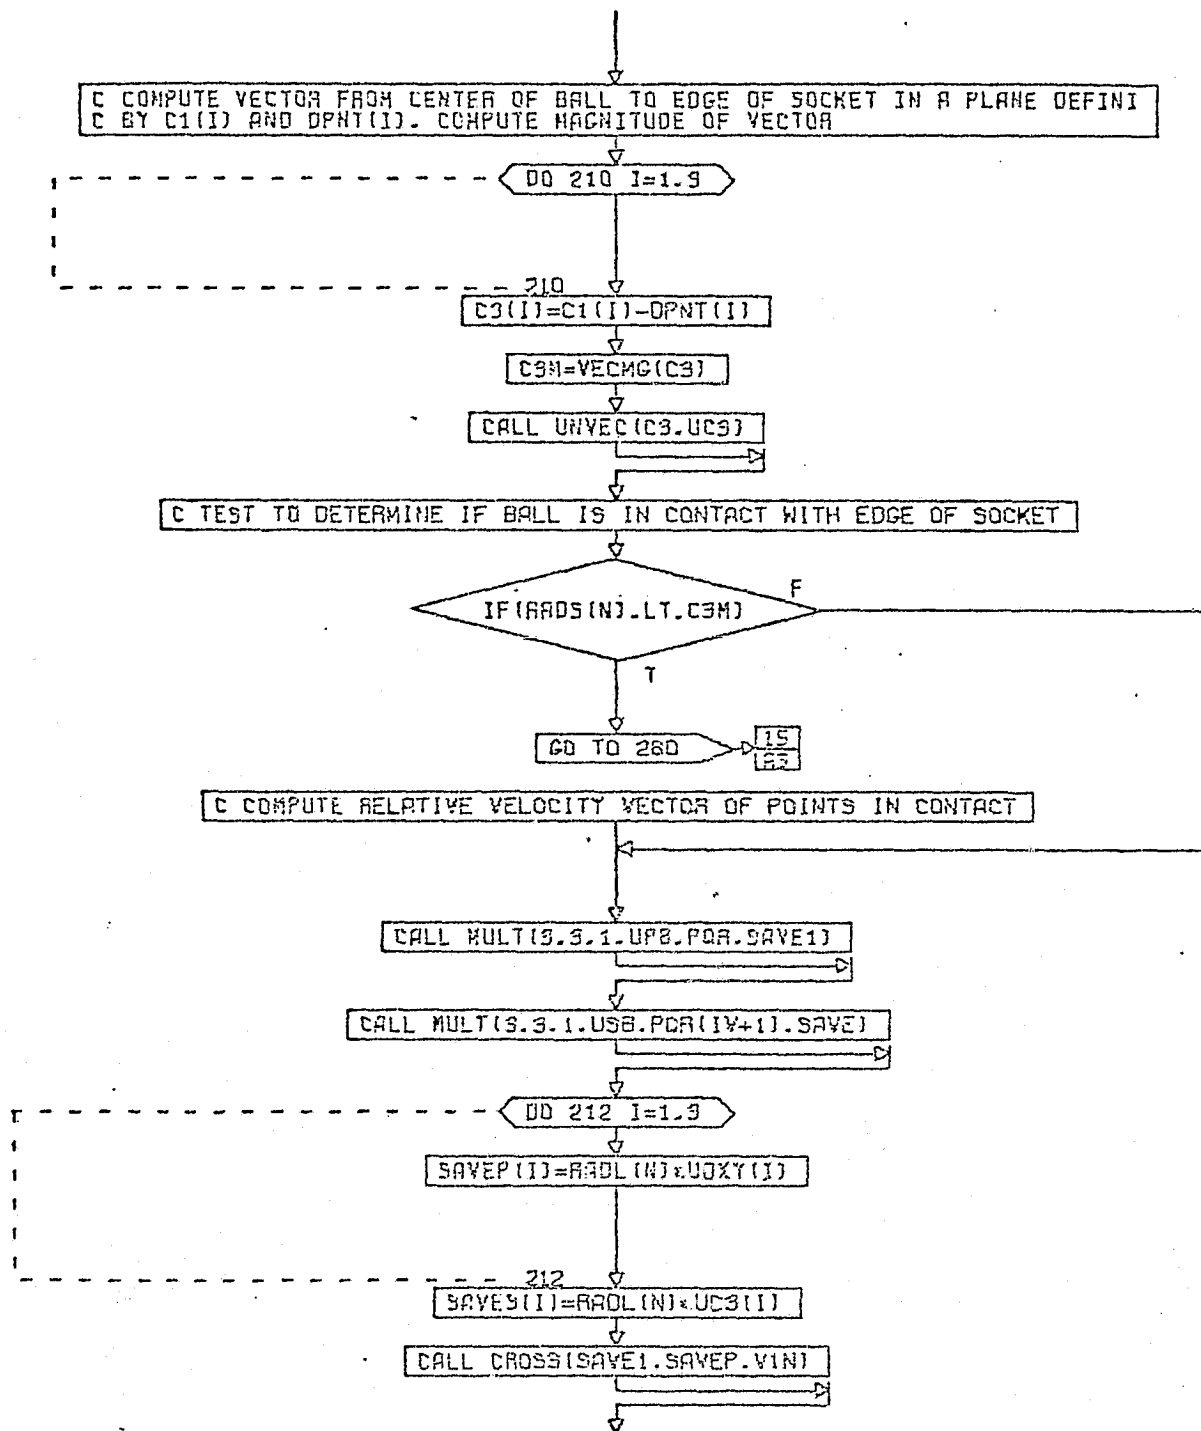 C COMPUTE VECTOR FROM CENTER OF BALL TO EDGE OF SOCKET IN A PLANE DEFINI
C BY C1(I) AND DPNT(I). COMPUTE MAGNITUDE OF VECTOR
DO 210 I=1.3
210
C3(I)=C1(I)-DPNT(I)
C3M=VECMG(C3)
CALL UNVEC(C3.UC3)
C TEST TO DETERMINE IF BALL IS IN CONTACT WITH EDGE OF SOCKET
IF(RADS(N).LT.C3M)
F
T
GO TO 260
15
C COMPUTE RELATIVE VELOCITY VECTOR OF POINTS IN CONTACT
CALL MULT(3.3.1.UPB.PQR.SAVE1)
CALL MULT(3.3.1.USB.PQR(IV+1).SAVE)
DO 212 I=1.3
SAVEP(I)=RADL(N)*UOXY(I)
212
SAVES(I)=RADL(N)*UC3(I)
CALL CROSS(SAVE1.SAVEP.V1N)